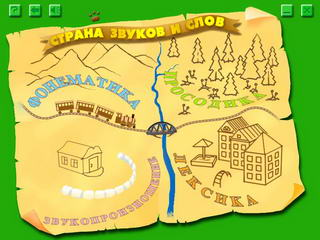 СТРАНА ЗВУКОВ И СЛОВ
ФОНЕМАТИКА
ПРОСОДИКА
ЗВУКОПРОИЗНОШЕНИЕ
ЛЕКСИКА